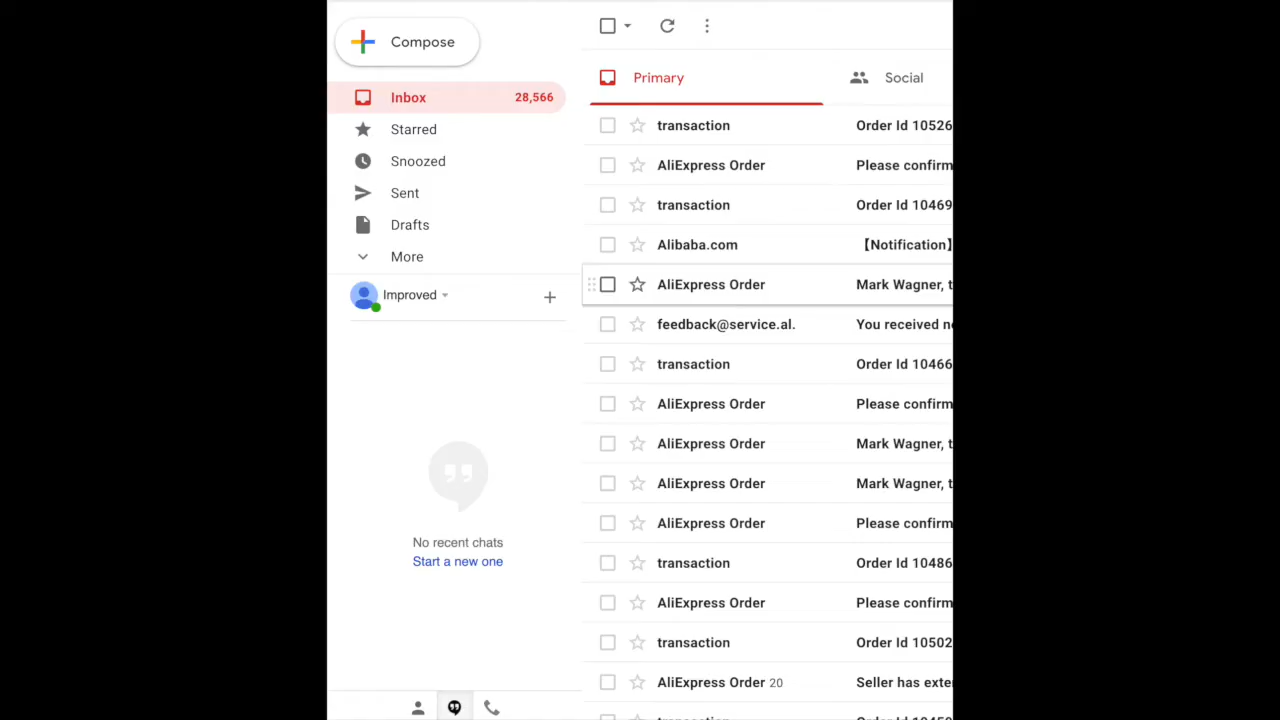 Compose
Inbox 28,566
Starred
Snoozed
Sent
Drafts
More
Improved
No recent chats
Start a new one
Primary Social
transaction Order Id 10526
AliExpress Order Please confirm
transaction Order Id 10469
Alibaba.com 【Notification】
AliExpress Order Mark Wagner, t
feedback@service.al. You received n
transaction Order Id 10466
AliExpress Order Please confirm
AliExpress Order Mark Wagner, t
AliExpress Order Mark Wagner, t
AliExpress Order Please confirm
transaction Order Id 10486
AliExpress Order Please confirm
transaction Order Id 10502
AliExpress Order 20 Seller has exte